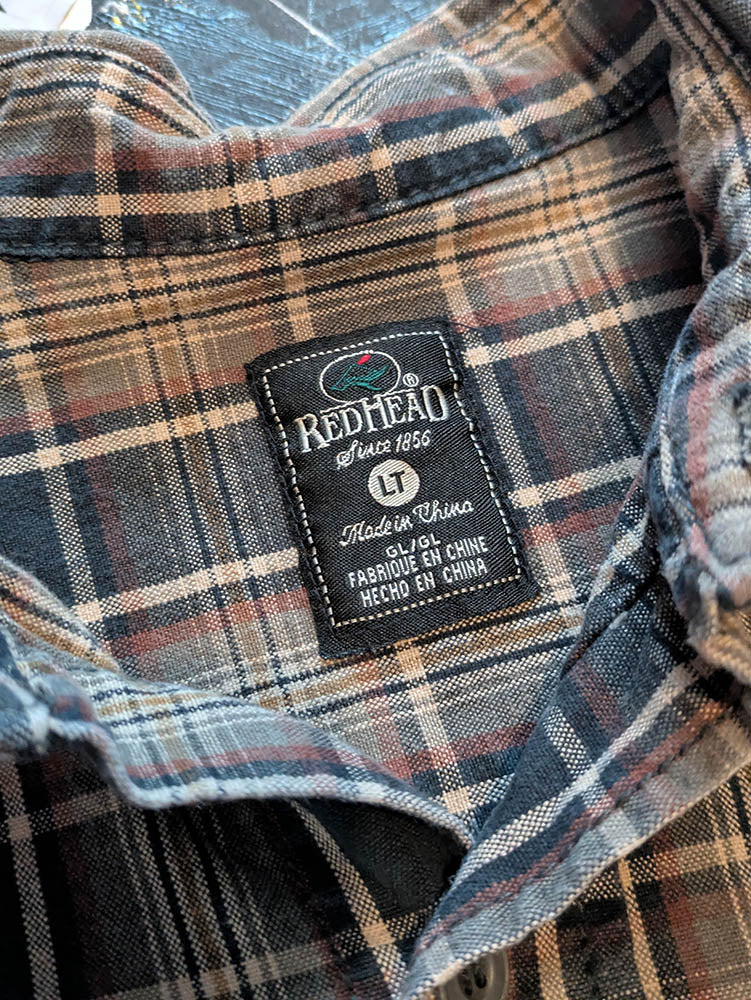 REDHEAD®
Since 1856
LT
Made in China
GL/GL
FABRIQUE EN CHINE
HECHO EN CHINA